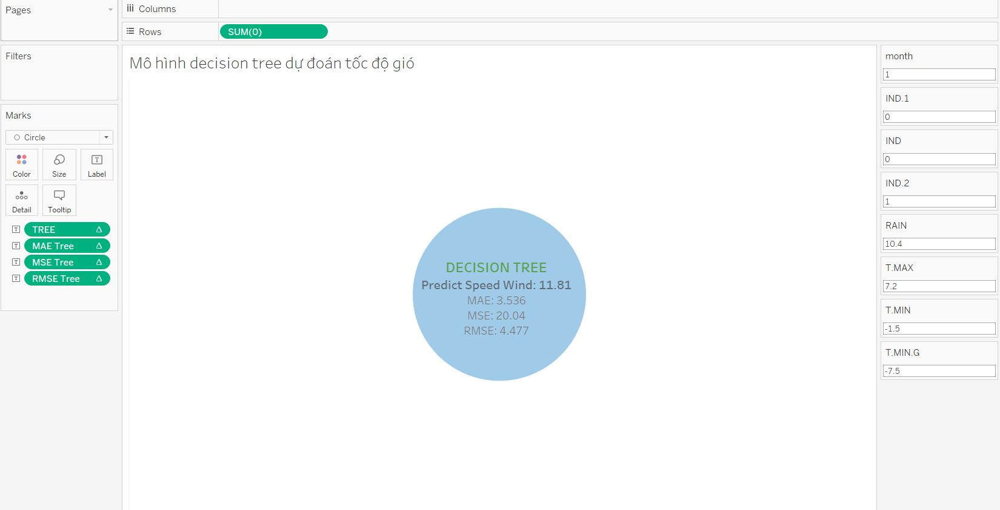 Pages
Columns
Rows
SUM(0)
Filters
Marks
Circle
Color
Size
Label
Detail
Tooltip
TREE
MAE Tree
MSE Tree
RMSE Tree
Mô hình decision tree dự đoán tốc độ gió
DECISION TREE
Predict Speed Wind: 11.81
MAE: 3.536
MSE: 20.04
RMSE: 4.477
month
1
IND.1
0
IND
0
IND.2
1
RAIN
10.4
T.MAX
7.2
T.MIN
-1.5
T.MIN.G
-7.5